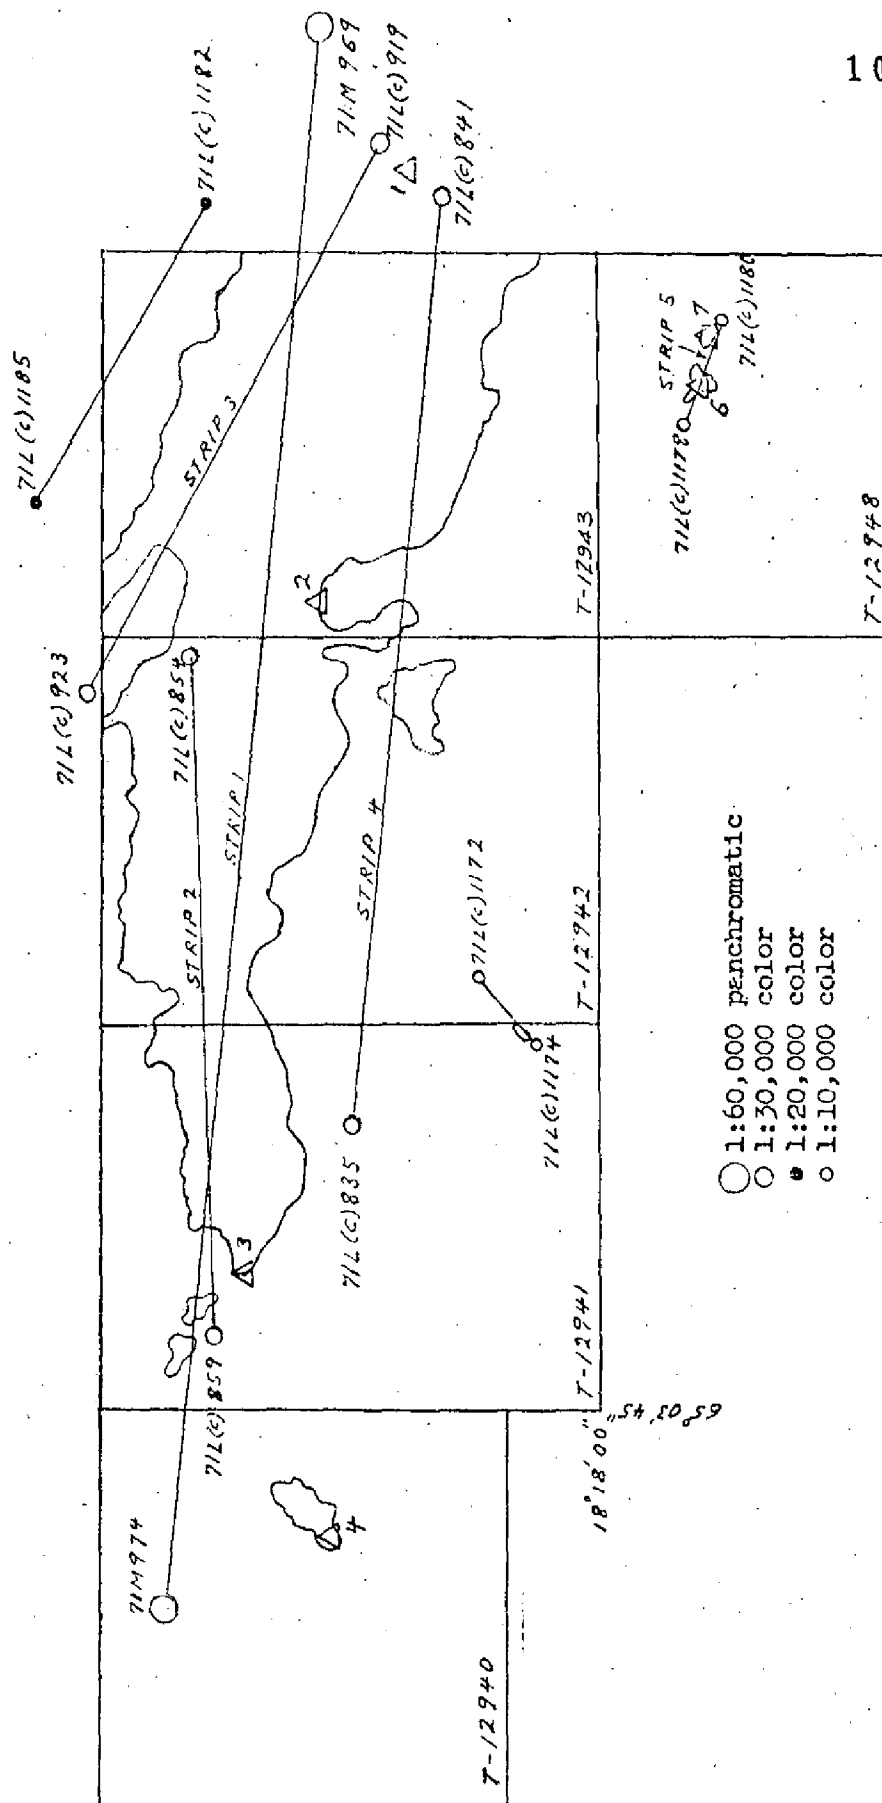 10
71L(c)1182
71L(c)1185
71M969
71L(c)919
1
71L(c)841
STRIP 3
71L(c)923
71L(c)854
2
STRIP 1
STRIP 2
STRIP 4
STRIP 5
7
71L(c)1180
6
71L(c)1178
T-12943
T-12948
71L(c)1172
T-12942
71L(c)1174
71L(c)835
3
71L(c)859
T-12941
18°18'00"
65°03'45"
71M974
4
T-12940
1:60,000 panchromatic
1:30,000 color
1:20,000 color
1:10,000 color